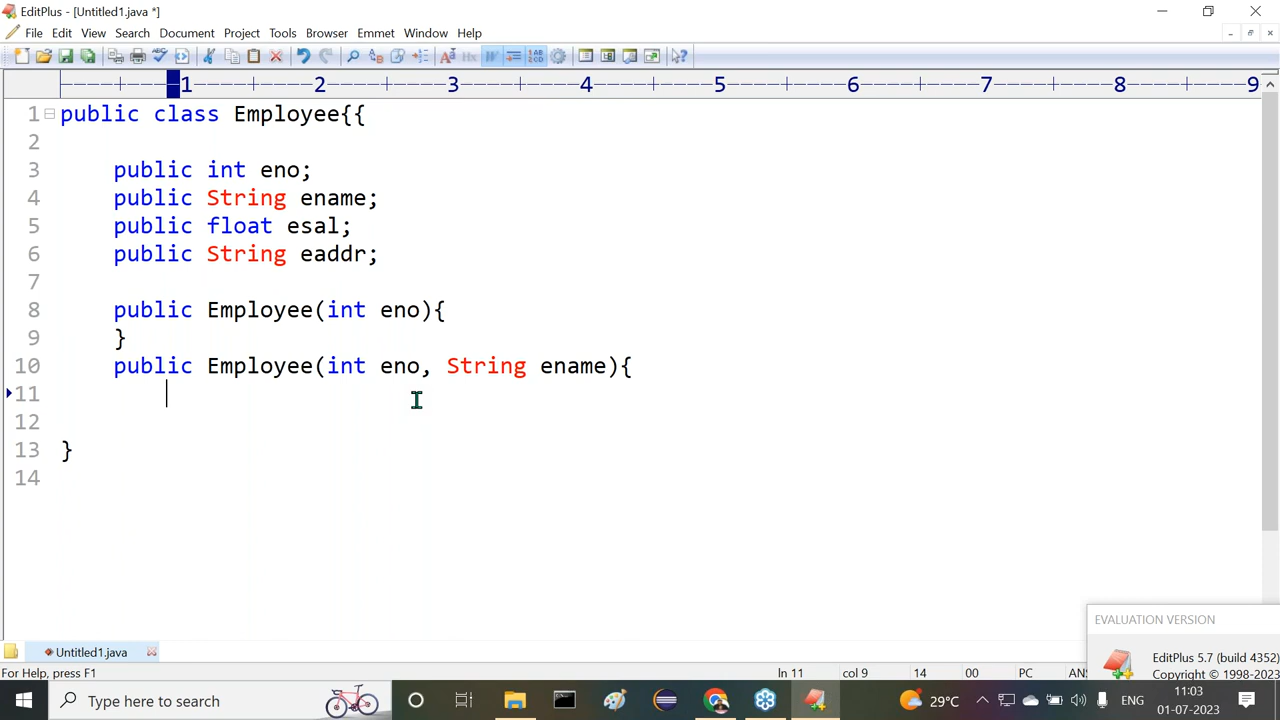 EditPlus - [Untitled1.java *]
File Edit View Search Document Project Tools Browser Emmet Window Help
1 2 3 4 5 6 7 8 9
1 public class Employee{{
2
3 public int eno;
4 public String ename;
5 public float esal;
6 public String eaddr;
7
8 public Employee(int eno){
9 }
10 public Employee(int eno, String ename){
11
12
13 }
14
EVALUATION VERSION
EditPlus 5.7 (build 4352)
Copyright © 1998-2023
Untitled1.java
For Help, press F1 ln 11 col 9 14 00 PC ANS
Type here to search 29°C ENG 11:03
01-07-2023